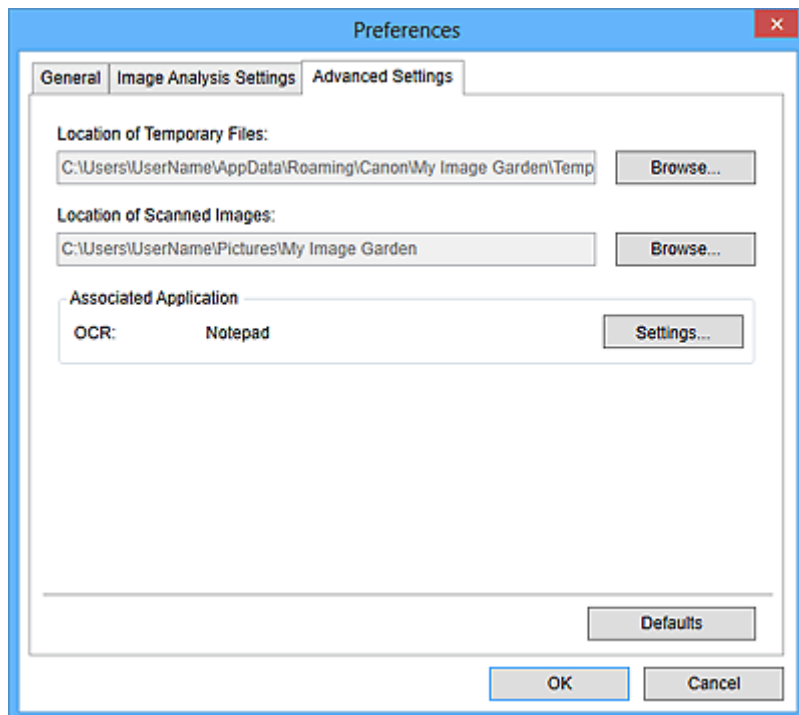 Preferences
General Image Analysis Settings Advanced Settings
Location of Temporary Files:
C:\Users\UserName\AppData\Roaming\Canon\My Image Garden\Temp Browse...
Location of Scanned Images:
C:\Users\UserName\Pictures\My Image Garden Browse...
Associated Application
OCR: Notepad Settings...
Defaults
OK Cancel